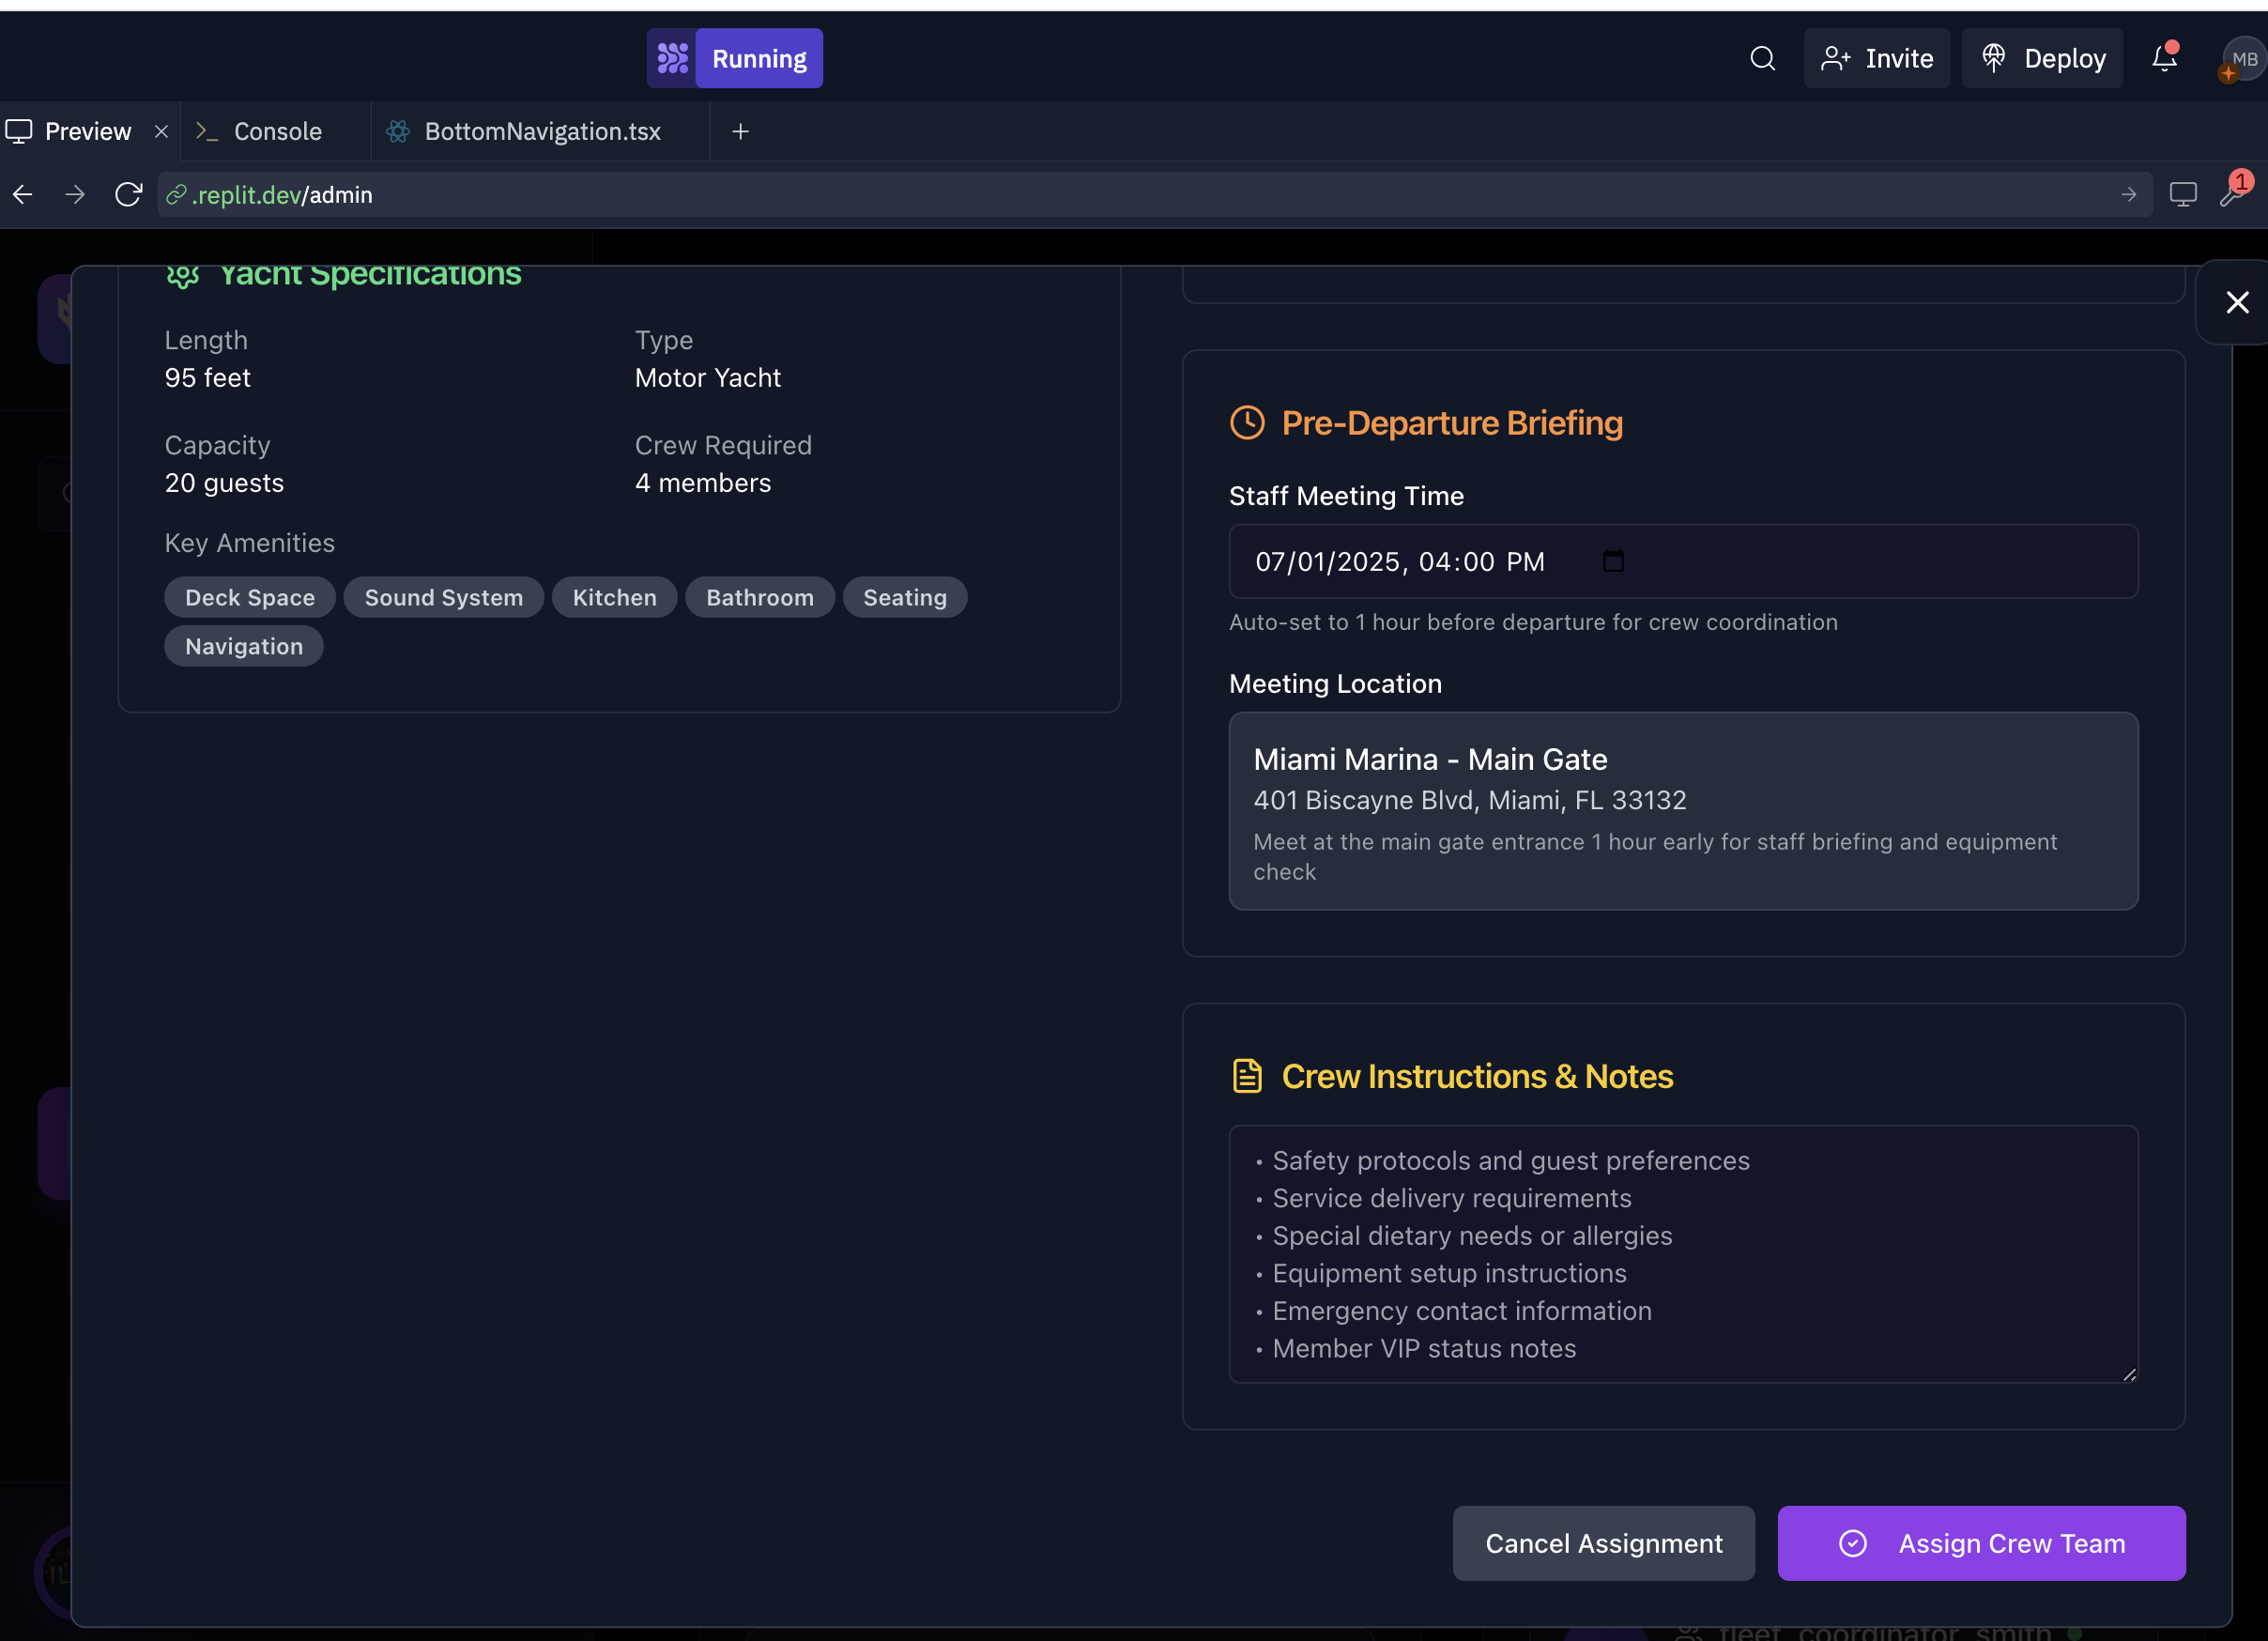 Running
Invite
Deploy
MB
Preview
Console
BottomNavigation.tsx
.replit.dev/admin
1
Yacht Specifications
Length
95 feet
Type
Motor Yacht
Capacity
20 guests
Crew Required
4 members
Key Amenities
Deck Space
Sound System
Kitchen
Bathroom
Seating
Navigation
Pre-Departure Briefing
Staff Meeting Time
07/01/2025, 04:00 PM
Auto-set to 1 hour before departure for crew coordination
Meeting Location
Miami Marina - Main Gate
401 Biscayne Blvd, Miami, FL 33132
Meet at the main gate entrance 1 hour early for staff briefing and equipment
check
Crew Instructions & Notes
• Safety protocols and guest preferences
• Service delivery requirements
• Special dietary needs or allergies
• Equipment setup instructions
• Emergency contact information
• Member VIP status notes
Cancel Assignment
Assign Crew Team
fleet_coordinator_smith